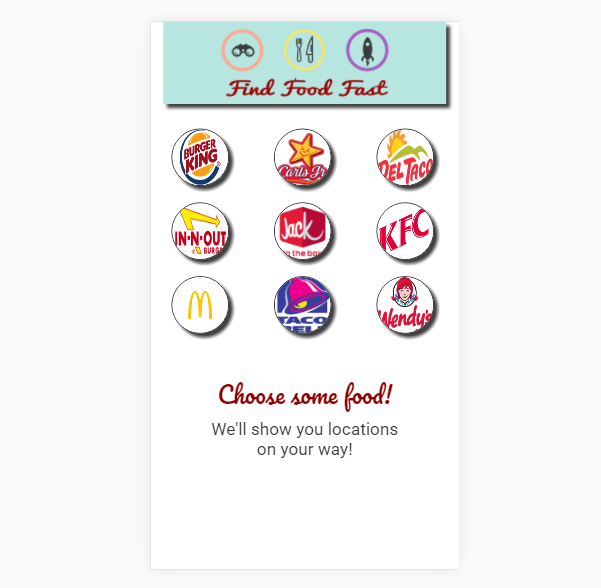 Find Food Fast
BURGER
KING
Carl's Jr
DEL TACO
IN-N-OUT
BURG
Jack
in the box
KFC
TACO
BELL
Wendy's
Choose some food!
We'll show you locations
on your way!